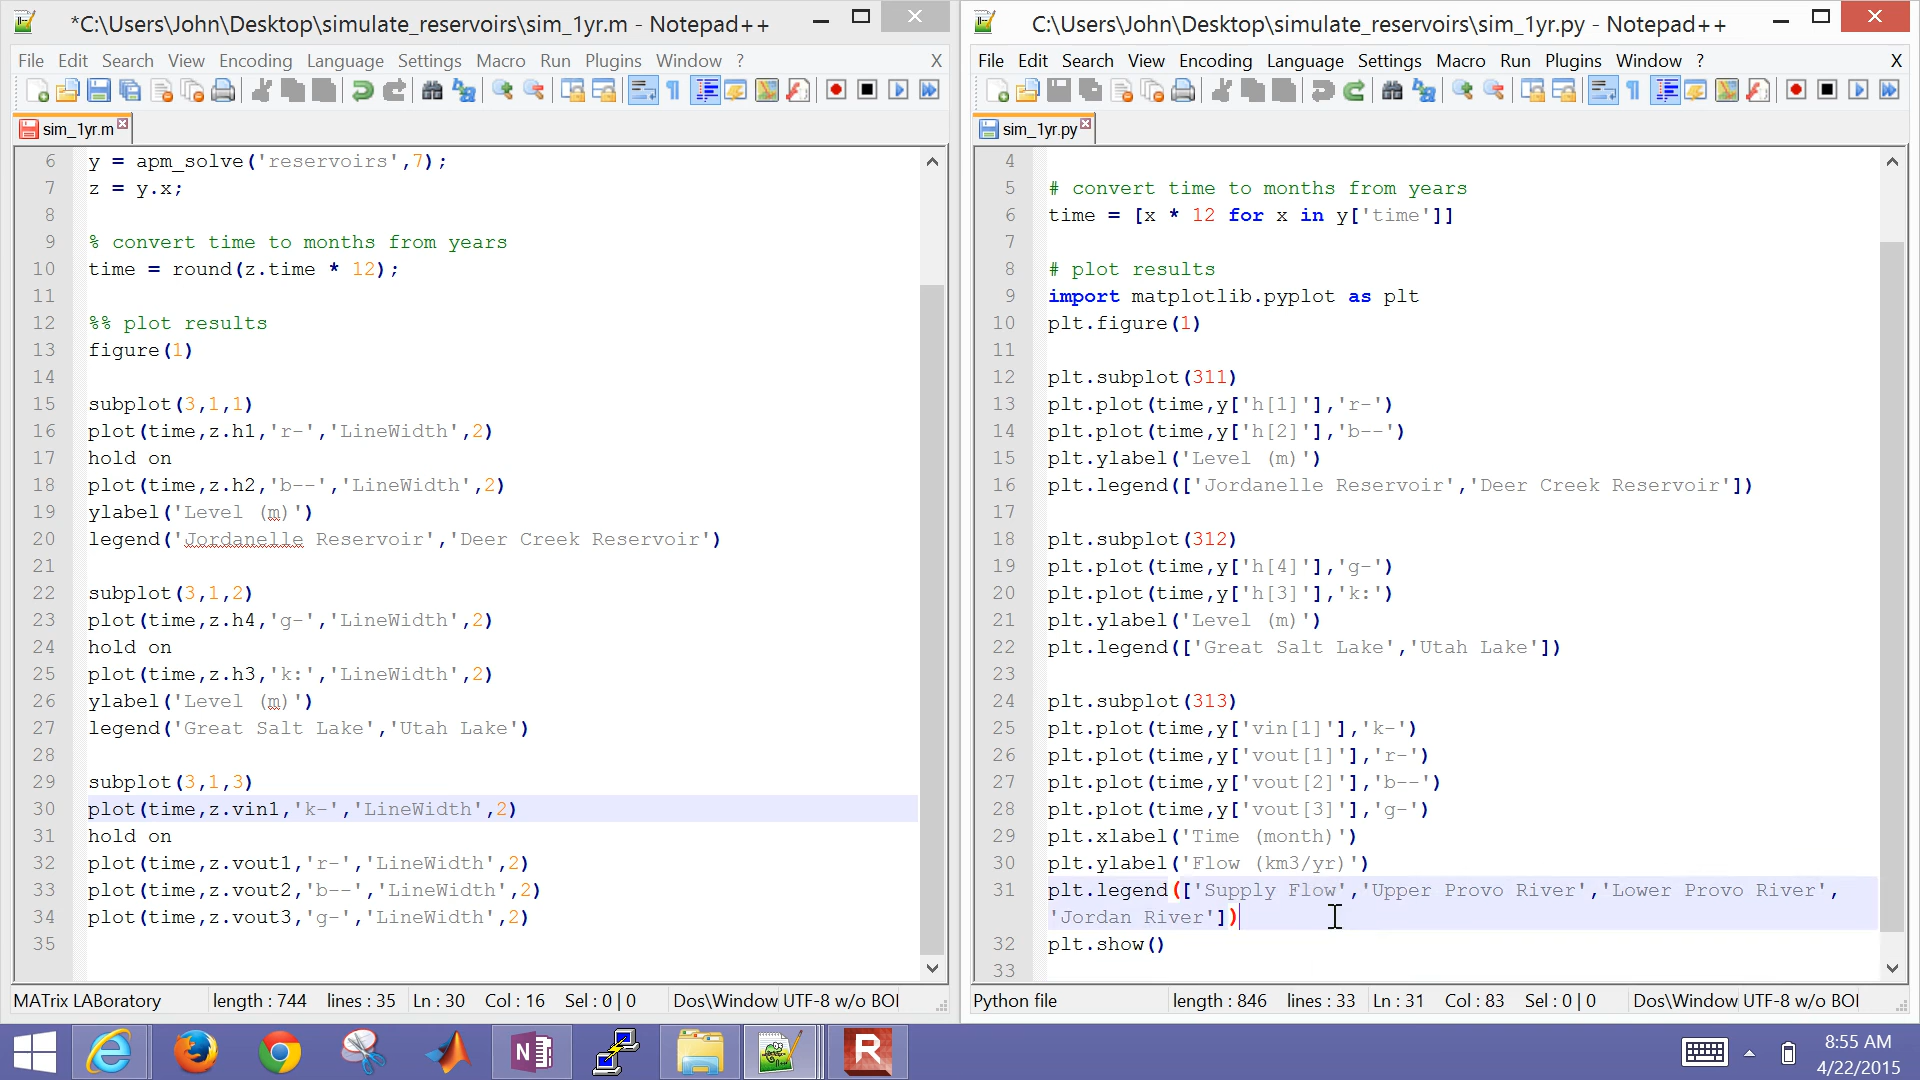 *C:\Users\John\Desktop\simulate_reservoirs\sim_1yr.m - Notepad++
File Edit Search View Encoding Language Settings Macro Run Plugins Window ? X
sim_1yr.m
6 y = apm_solve('reservoirs',7);
7 z = y.x;
8
9 % convert time to months from years
10 time = round(z.time * 12);
11
12 %% plot results
13 figure(1)
14
15 subplot(3,1,1)
16 plot(time,z.h1,'r-','LineWidth',2)
17 hold on
18 plot(time,z.h2,'b--','LineWidth',2)
19 ylabel('Level (m)')
20 legend('Jordanelle Reservoir','Deer Creek Reservoir')
21
22 subplot(3,1,2)
23 plot(time,z.h4,'g-','LineWidth',2)
24 hold on
25 plot(time,z.h3,'k:','LineWidth',2)
26 ylabel('Level (m)')
27 legend('Great Salt Lake','Utah Lake')
28
29 subplot(3,1,3)
30 plot(time,z.vin1,'k-','LineWidth',2)
31 hold on
32 plot(time,z.vout1,'r-','LineWidth',2)
33 plot(time,z.vout2,'b--','LineWidth',2)
34 plot(time,z.vout3,'g-','LineWidth',2)
35
MATrix LABoratory length : 744 lines : 35 Ln : 30 Col : 16 Sel : 0 | 0 Dos\Window UTF-8 w/o BOI
C:\Users\John\Desktop\simulate_reservoirs\sim_1yr.py - Notepad++
File Edit Search View Encoding Language Settings Macro Run Plugins Window ? X
sim_1yr.py
4
5 # convert time to months from years
6 time = [x * 12 for x in y['time']]
7
8 # plot results
9 import matplotlib.pyplot as plt
10 plt.figure(1)
11
12 plt.subplot(311)
13 plt.plot(time,y['h[1]'],'r-')
14 plt.plot(time,y['h[2]'],'b--')
15 plt.ylabel('Level (m)')
16 plt.legend(['Jordanelle Reservoir','Deer Creek Reservoir'])
17
18 plt.subplot(312)
19 plt.plot(time,y['h[4]'],'g-')
20 plt.plot(time,y['h[3]'],'k:')
21 plt.ylabel('Level (m)')
22 plt.legend(['Great Salt Lake','Utah Lake'])
23
24 plt.subplot(313)
25 plt.plot(time,y['vin[1]'],'k-')
26 plt.plot(time,y['vout[1]'],'r-')
27 plt.plot(time,y['vout[2]'],'b--')
28 plt.plot(time,y['vout[3]'],'g-')
29 plt.xlabel('Time (month)')
30 plt.ylabel('Flow (km3/yr)')
31 plt.legend(['Supply Flow','Upper Provo River','Lower Provo River',
'Jordan River'])
32 plt.show()
33
Python file length : 846 lines : 33 Ln : 31 Col : 83 Sel : 0 | 0 Dos\Window UTF-8 w/o BOI
N
R
8:55 AM
4/22/2015